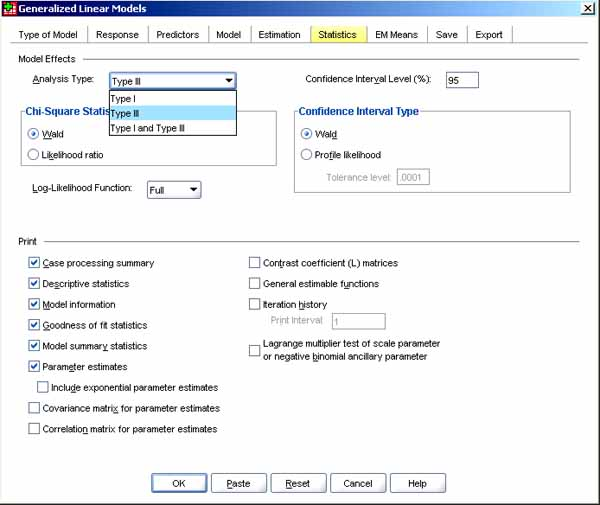 Generalized Linear Models
Type of Model Response Predictors Model Estimation Statistics EM Means Save Export
Model Effects
Analysis Type: Type III Confidence Interval Level (%): 95
Type I
Type III
Type I and Type III
Chi-Square Statis
Wald
Likelihood ratio
Confidence Interval Type
Wald
Profile likelihood
Tolerance level: .0001
Log-Likelihood Function: Full
Print
Case processing summary
Descriptive statistics
Model information
Goodness of fit statistics
Model summary statistics
Parameter estimates
Include exponential parameter estimates
Covariance matrix for parameter estimates
Correlation matrix for parameter estimates
Contrast coefficient (L) matrices
General estimable functions
Iteration history
Print Interval: 1
Lagrange multiplier test of scale parameter
or negative binomial ancillary parameter
OK Paste Reset Cancel Help